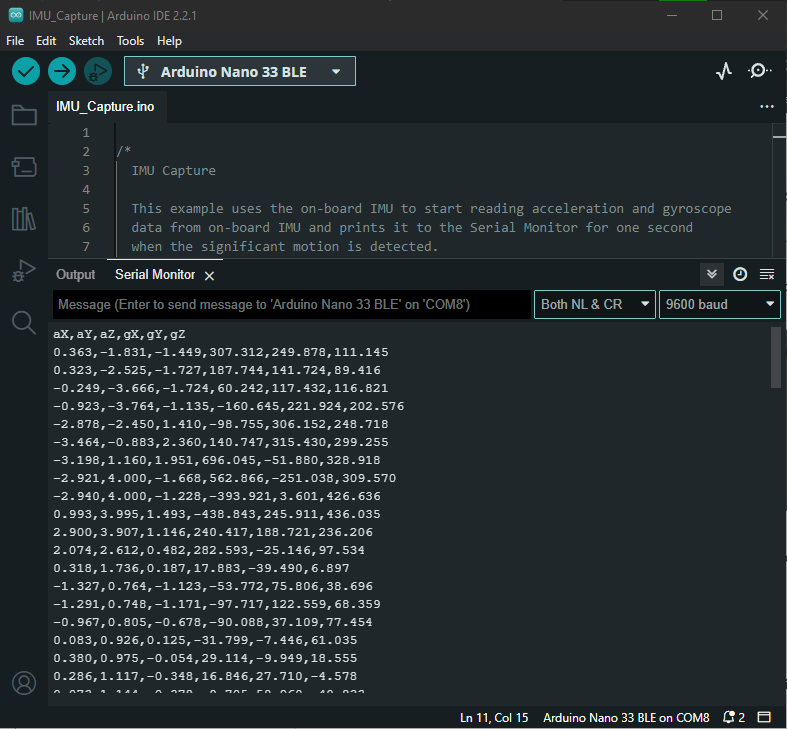 IMU_Capture | Arduino IDE 2.2.1
File Edit Sketch Tools Help
Arduino Nano 33 BLE
IMU_Capture.ino
1
2 /*
3 IMU Capture
4
5 This example uses the on-board IMU to start reading acceleration and gyroscope
6 data from on-board IMU and prints it to the Serial Monitor for one second
7 when the significant motion is detected.
Output Serial Monitor
Message (Enter to send message to 'Arduino Nano 33 BLE' on 'COM8') Both NL & CR 9600 baud
aX,aY,aZ,gX,gY,gZ
0.363,-1.831,-1.449,307.312,249.878,111.145
0.323,-2.525,-1.727,187.744,141.724,89.416
-0.249,-3.666,-1.724,60.242,117.432,116.821
-0.923,-3.764,-1.135,-160.645,221.924,202.576
-2.878,-2.450,1.410,-98.755,306.152,248.718
-3.464,-0.883,2.360,140.747,315.430,299.255
-3.198,1.160,1.951,696.045,-51.880,328.918
-2.921,4.000,-1.668,562.866,-251.038,309.570
-2.940,4.000,-1.228,-393.921,3.601,426.636
0.993,3.995,1.493,-438.843,245.911,436.035
2.900,3.907,1.146,240.417,188.721,236.206
2.074,2.612,0.482,282.593,-25.146,97.534
0.318,1.736,0.187,17.883,-39.490,6.897
-1.327,0.764,-1.123,-53.772,75.806,38.696
-1.291,0.748,-1.171,-97.717,122.559,68.359
-0.967,0.805,-0.678,-90.088,37.109,77.454
0.083,0.926,0.125,-31.799,-7.446,61.035
0.380,0.975,-0.054,29.114,-9.949,18.555
0.286,1.117,-0.348,16.846,27.710,-4.578
Ln 11, Col 15 Arduino Nano 33 BLE on COM8 2